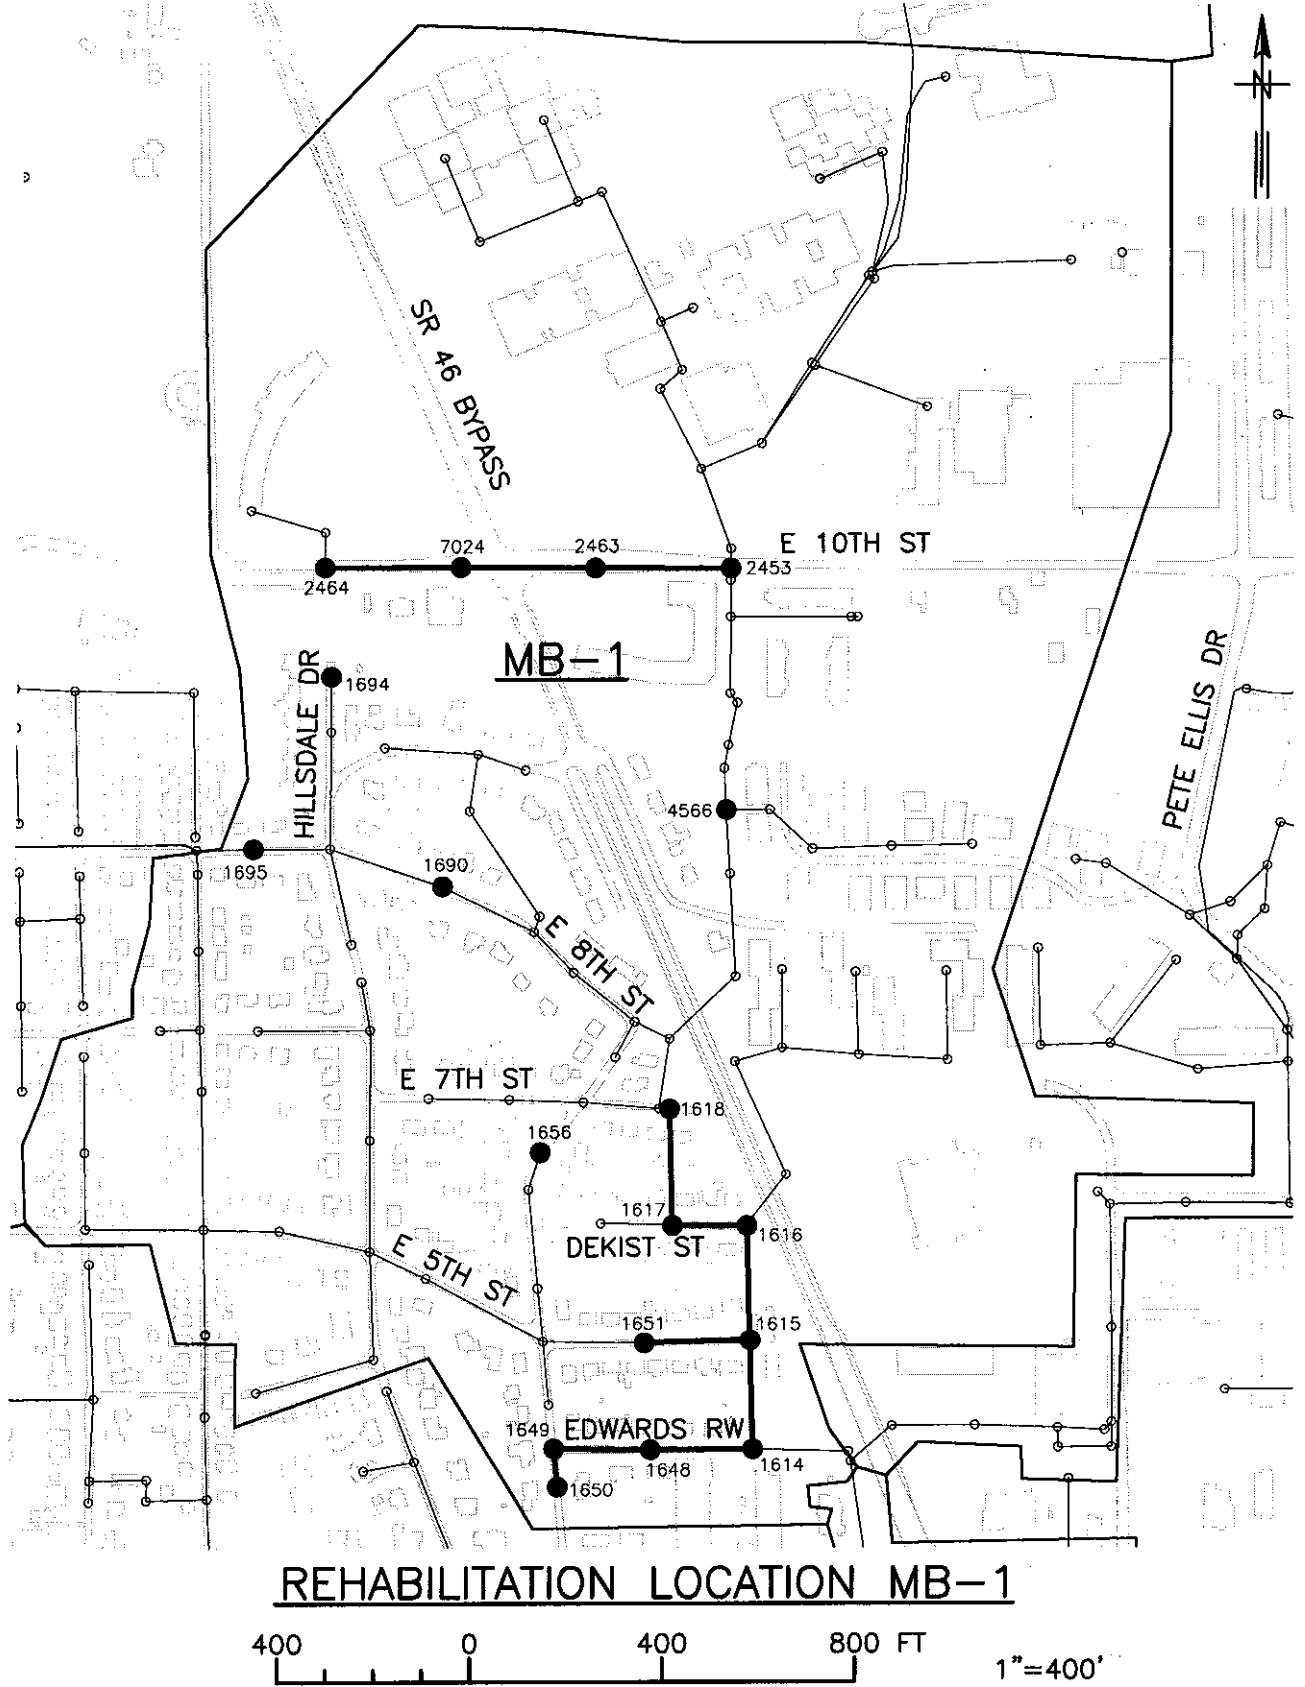 N
SR 46 BYPASS
E 10TH ST
7024
2463
2464
2453
MB-1
HILLSDALE DR
1694
PETE ELLIS DR
4566
1695
1690
E 8TH ST
E 7TH ST
1618
1656
1617
1616
DEKIST ST
E 5TH ST
1651
1615
1649
EDWARDS RW
1648
1614
1650
REHABILITATION LOCATION MB-1
400 0 400 800 FT
1"=400'